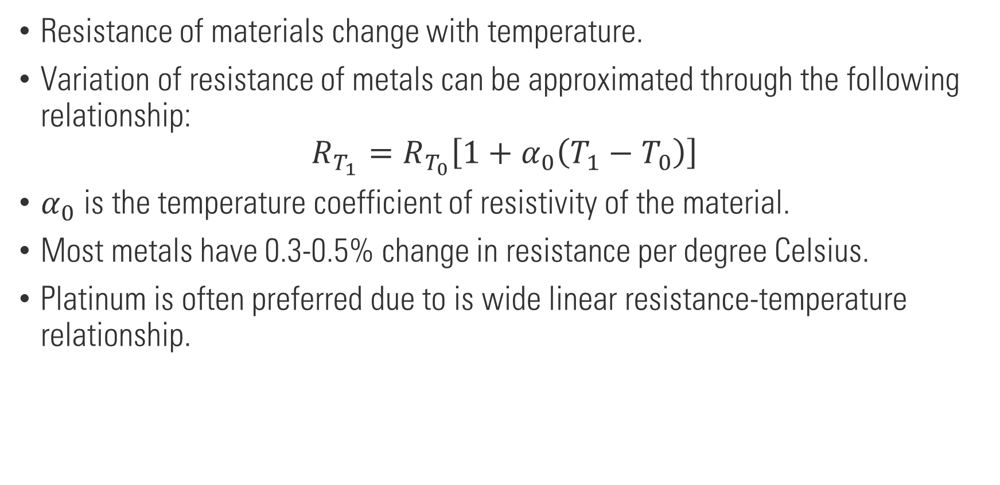 • Resistance of materials change with temperature.
• Variation of resistance of metals can be approximated through the following
relationship:
R_{T_1} = R_{T_0}[1 + α_0(T_1 − T_0)]
• α_0 is the temperature coefficient of resistivity of the material.
• Most metals have 0.3-0.5% change in resistance per degree Celsius.
• Platinum is often preferred due to is wide linear resistance-temperature
relationship.